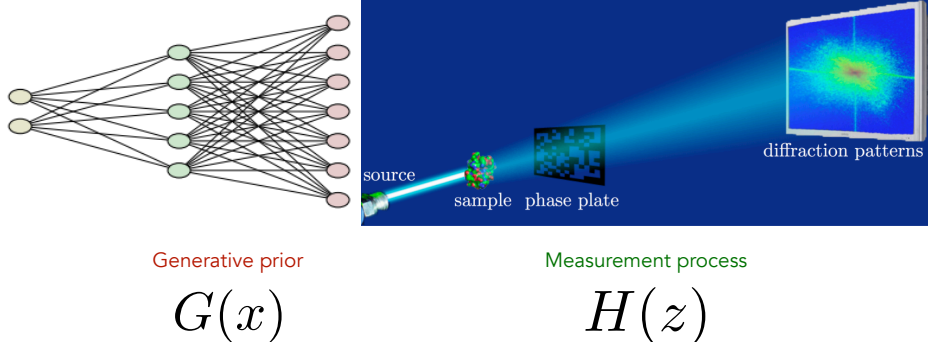 source
sample
phase plate
diffraction patterns
Generative prior
Measurement process
G(x)
H(z)